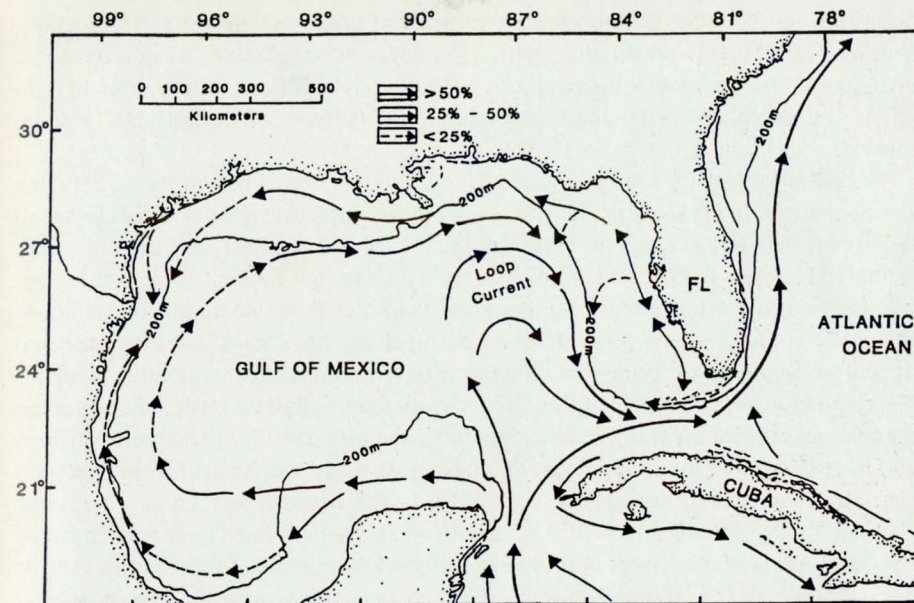 99° 96° 93° 90° 87° 84° 81° 78°
0 100 200 300 500
Kilometers
>50%
25% - 50%
<25%
30°
27°
24°
21°
200m
200m
200m
200m
200m
Loop
Current
FL
ATLANTIC
OCEAN
GULF OF MEXICO
CUBA